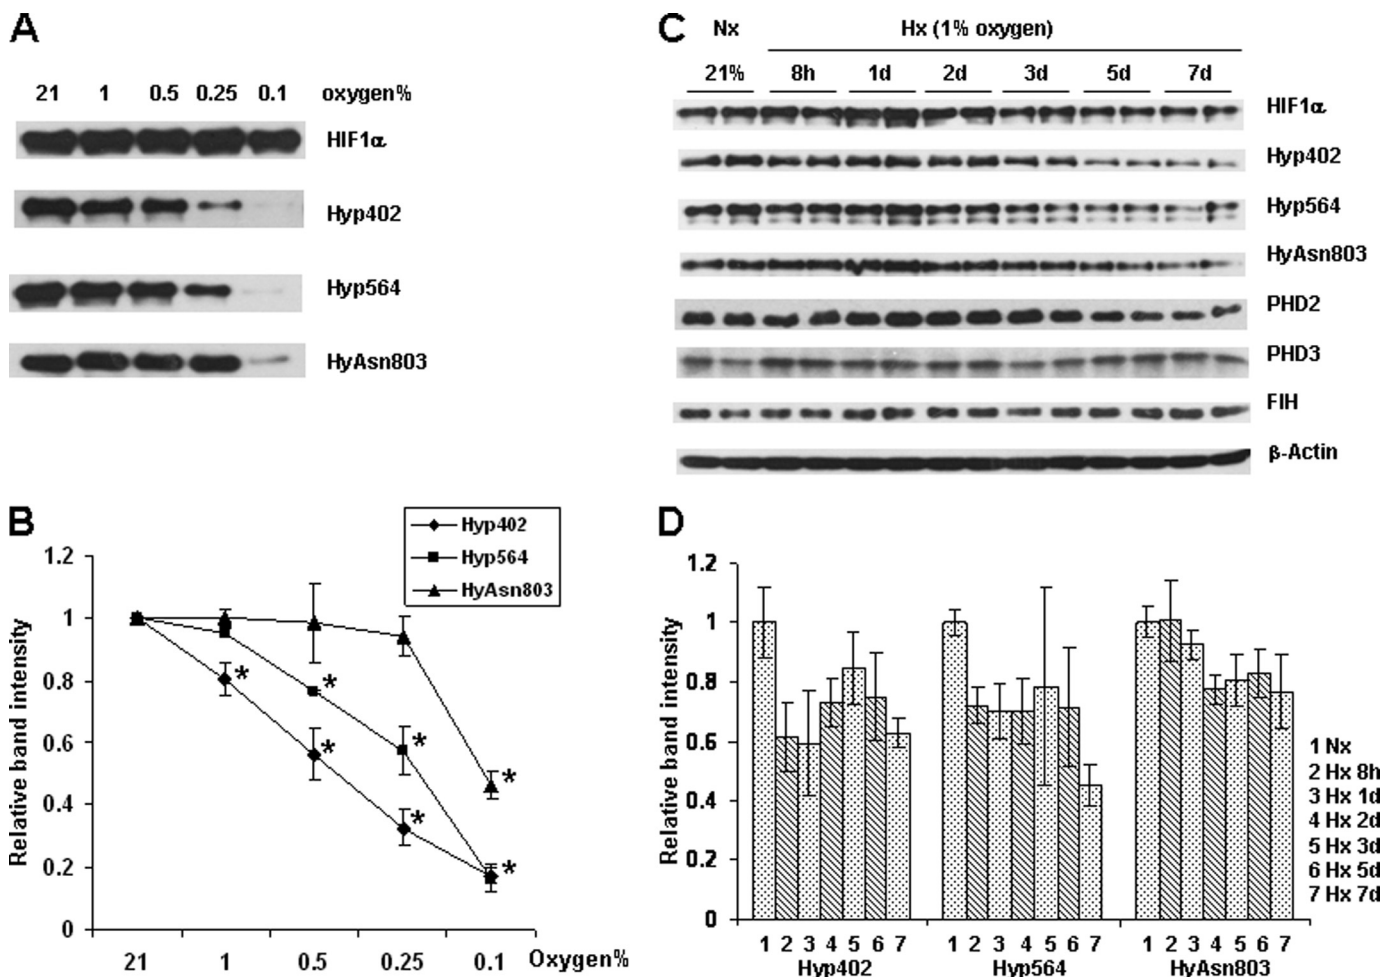 A
21 1 0.5 0.25 0.1 oxygen%
HIF1α
Hyp402
Hyp564
HyAsn803
B
Hyp402
Hyp564
HyAsn803
Relative band intensity
1.2
1
0.8
0.6
0.4
0.2
0
* * * * * * *
21 1 0.5 0.25 0.1 Oxygen%
C
Nx Hx (1% oxygen)
21% 8h 1d 2d 3d 5d 7d
HIF1α
Hyp402
Hyp564
HyAsn803
PHD2
PHD3
FIH
β-Actin
D
Relative band intensity
1.2
1
0.8
0.6
0.4
0.2
0
1 2 3 4 5 6 7 1 2 3 4 5 6 7 1 2 3 4 5 6 7
Hyp402 Hyp564 HyAsn803
1 Nx
2 Hx 8h
3 Hx 1d
4 Hx 2d
5 Hx 3d
6 Hx 5d
7 Hx 7d